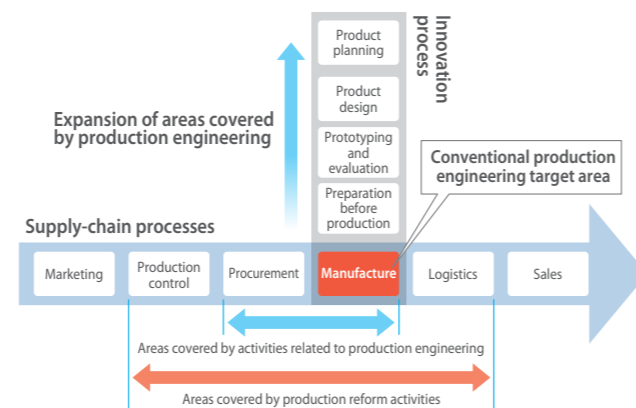 Product
planning
Innovation
process
Product
design
Expansion of areas covered
by production engineering
Prototyping
and
evaluation
Conventional production
engineering target area
Preparation
before
production
Supply-chain processes
Marketing
Production
control
Procurement
Manufacture
Logistics
Sales
Areas covered by activities related to production engineering
Areas covered by production reform activities